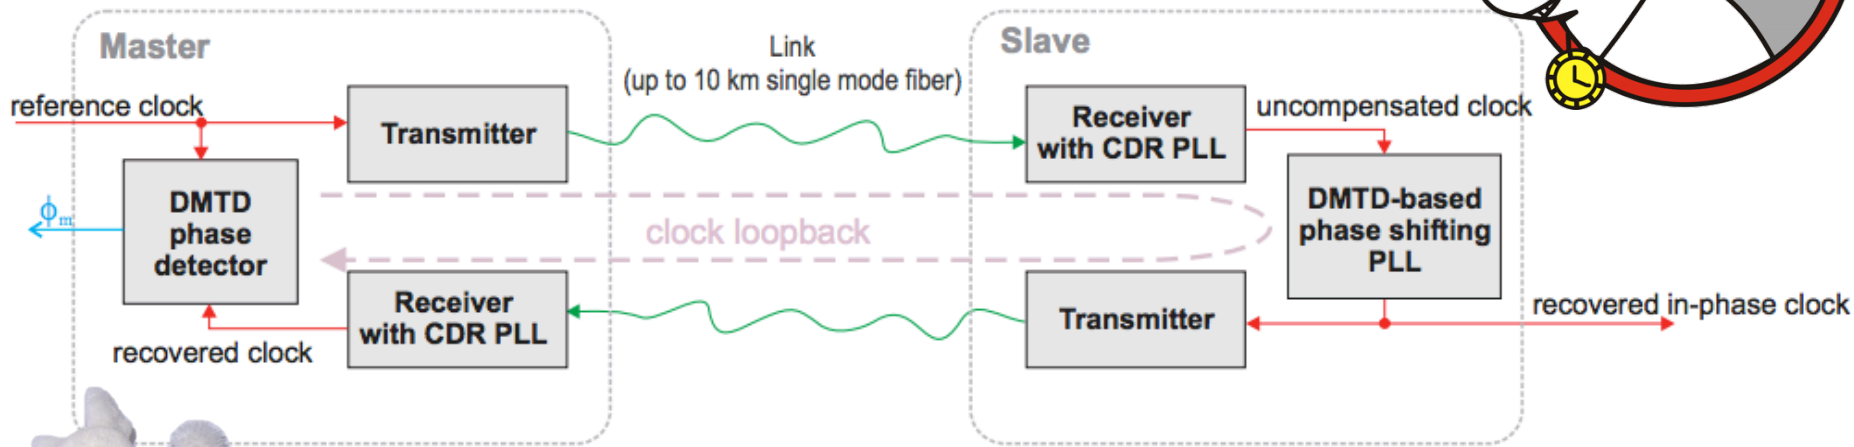 Master
Link
(up to 10 km single mode fiber)
Slave
reference clock
Transmitter
Receiver
with CDR PLL
uncompensated clock
DMTD
phase
detector
ϕm
clock loopback
DMTD-based
phase shifting
PLL
Receiver
with CDR PLL
recovered clock
Transmitter
recovered in-phase clock